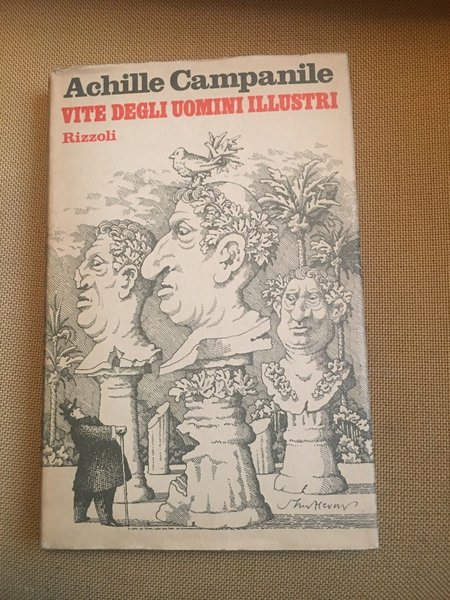 Achille Campanile
VITE DEGLI UOMINI ILLUSTRI
Rizzoli